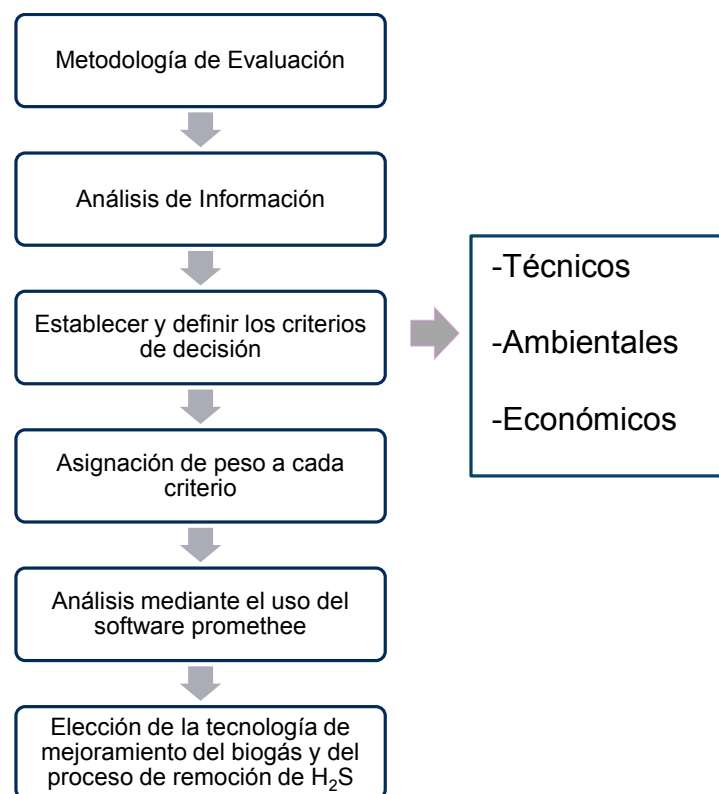 Metodología de Evaluación
Análisis de Información
Establecer y definir los criterios
de decisión
-Técnicos
-Ambientales
-Económicos
Asignación de peso a cada
criterio
Análisis mediante el uso del
software promethee
Elección de la tecnología de
mejoramiento del biogás y del
proceso de remoción de H₂S